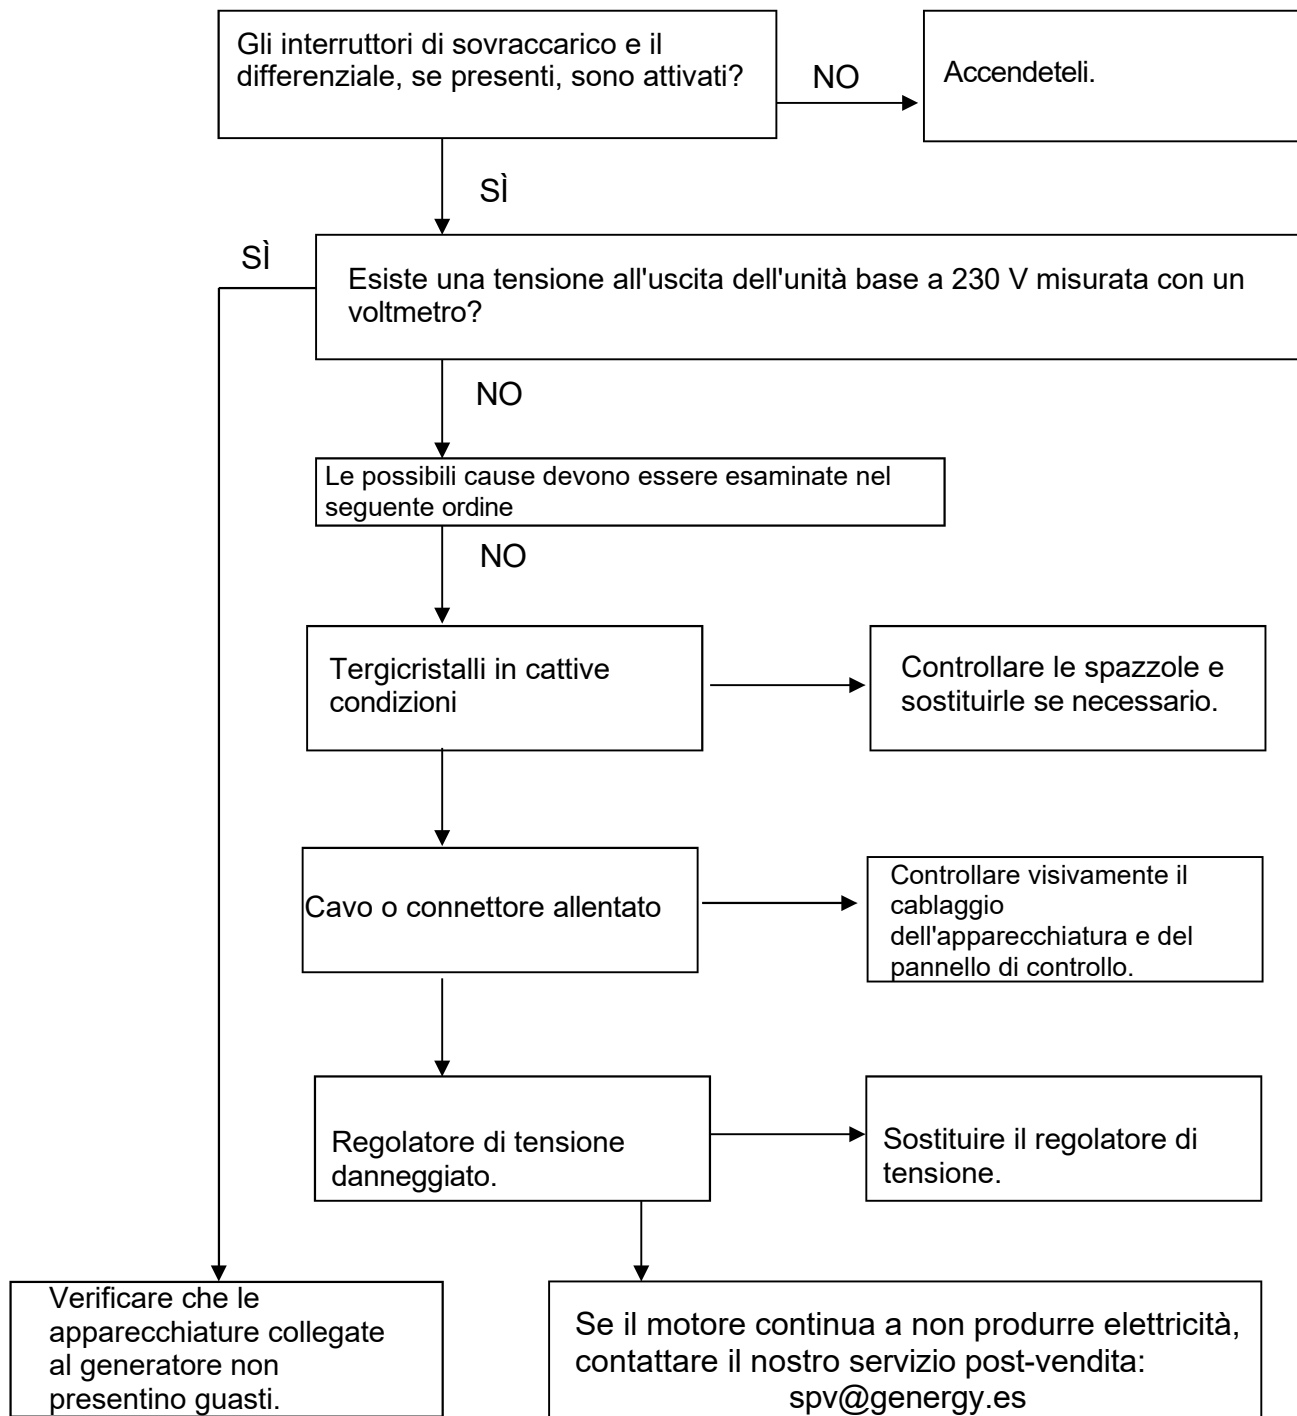 Gli interruttori di sovraccarico e il
differenziale, se presenti, sono attivati?
NO
Accendeteli.
SÌ
SÌ
Esiste una tensione all'uscita dell'unità base a 230 V misurata con un
voltmetro?
NO
Le possibili cause devono essere esaminate nel
seguente ordine
NO
Tergicristalli in cattive
condizioni
Controllare le spazzole e
sostituirle se necessario.
Cavo o connettore allentato
Controllare visivamente il
cablaggio
dell'apparecchiatura e del
pannello di controllo.
Regolatore di tensione
danneggiato.
Sostituire il regolatore di
tensione.
Verificare che le
apparecchiature collegate
al generatore non
presentino guasti.
Se il motore continua a non produrre elettricità,
contattare il nostro servizio post-vendita:
spv@genergy.es